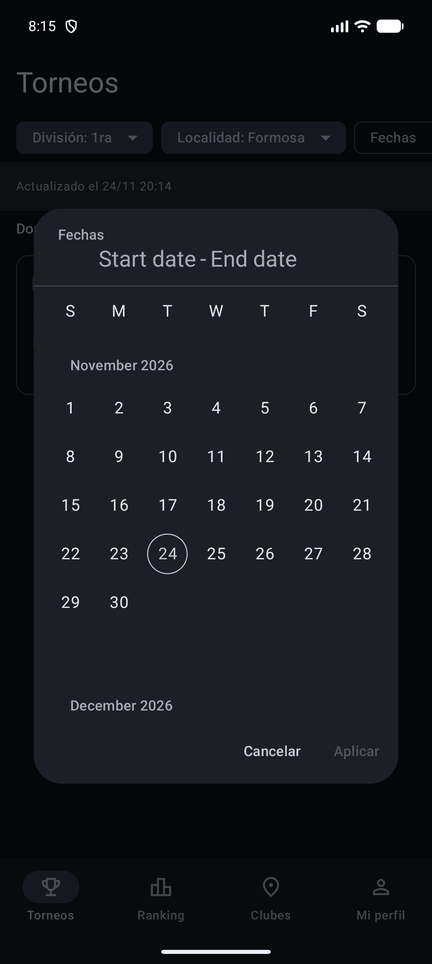 8:15
Torneos
División: 1ra
Localidad: Formosa
Fechas
Actualizado el 24/11 20:14
Fechas
Start date - End date
S M T W T F S
November 2026
1 2 3 4 5 6 7
8 9 10 11 12 13 14
15 16 17 18 19 20 21
22 23 24 25 26 27 28
29 30
December 2026
Cancelar Aplicar
Torneos Ranking Clubes Mi perfil